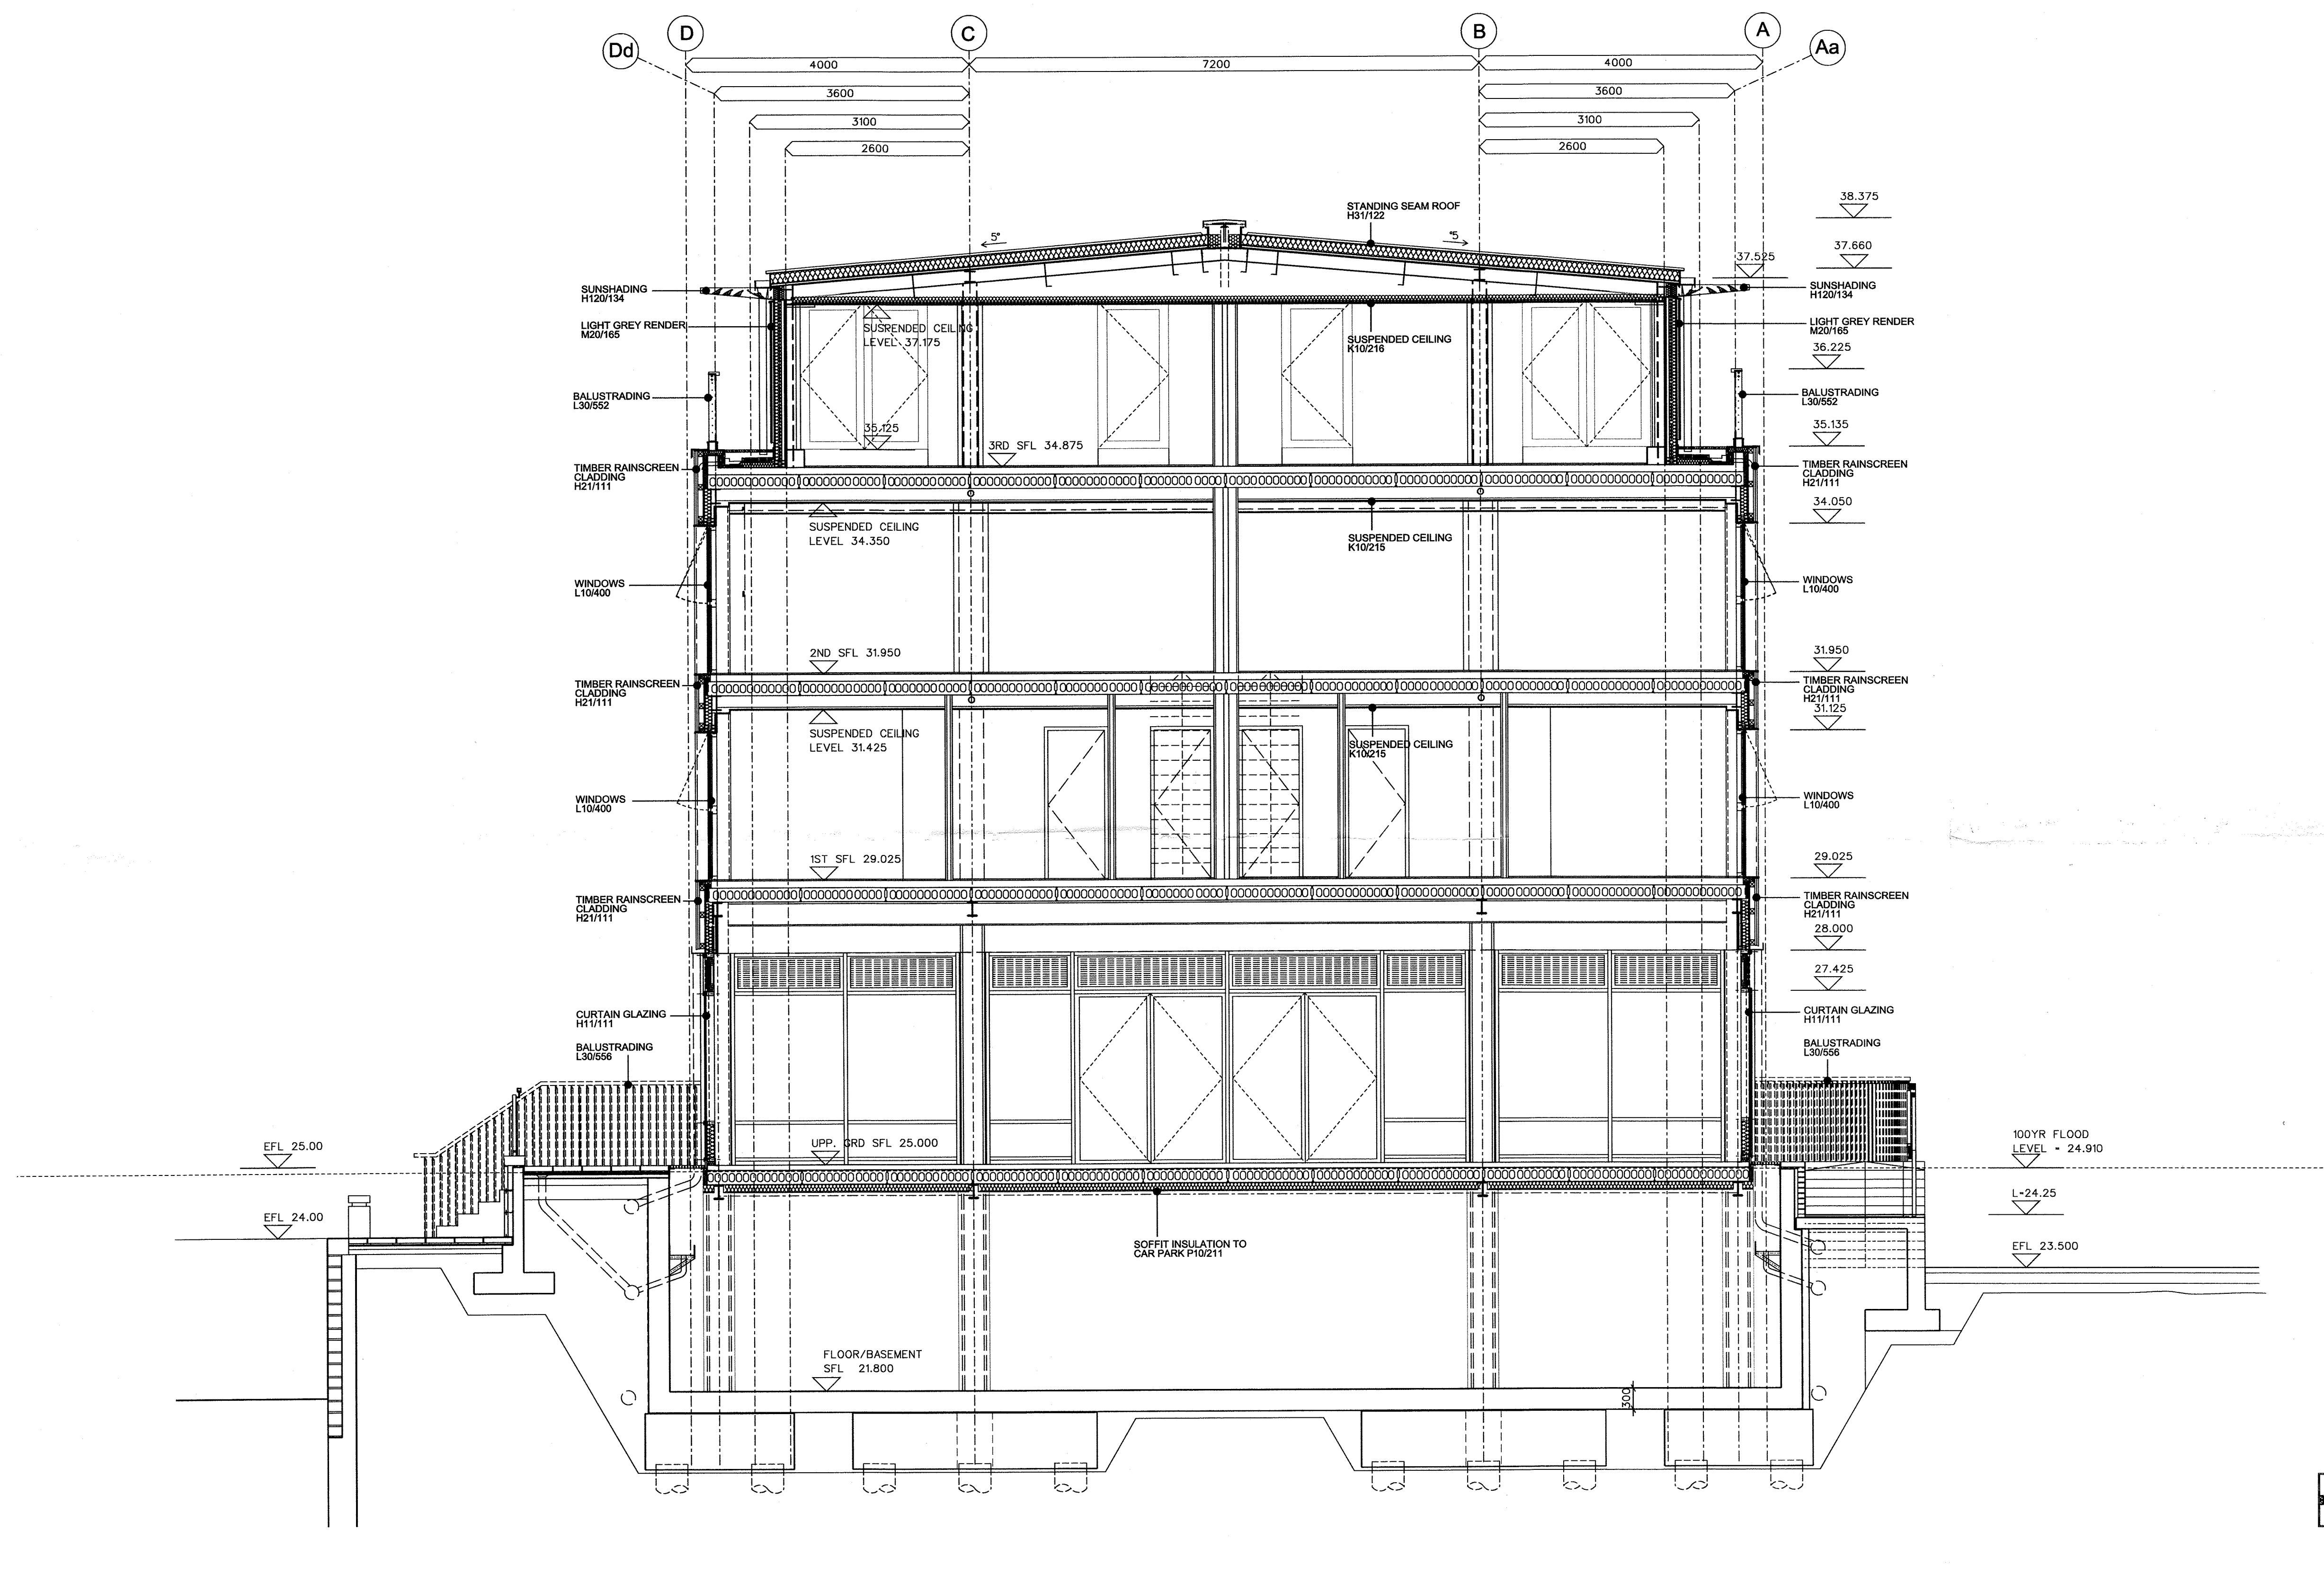 D
C
B
A
Dd
Aa
4000
7200
4000
3600
3600
3100
3100
2600
2600
38.375
STANDING SEAM ROOF
H31/122
5°
°5
37.660
37.525
SUNSHADING
H120/134
SUNSHADING
H120/134
LIGHT GREY RENDER
M20/165
SUSPENDED CEILING
LEVEL 37.175
SUSPENDED CEILING
K10/216
LIGHT GREY RENDER
M20/165
36.225
BALUSTRADING
L30/552
BALUSTRADING
L30/552
35.125
3RD SFL 34.875
35.135
TIMBER RAINSCREEN
CLADDING
H21/111
TIMBER RAINSCREEN
CLADDING
H21/111
34.050
SUSPENDED CEILING
LEVEL 34.350
SUSPENDED CEILING
K10/215
WINDOWS
L10/400
WINDOWS
L10/400
2ND SFL 31.950
31.950
TIMBER RAINSCREEN
CLADDING
H21/111
TIMBER RAINSCREEN
CLADDING
H21/111
31.125
SUSPENDED CEILING
LEVEL 31.425
SUSPENDED CEILING
K10/215
WINDOWS
L10/400
WINDOWS
L10/400
1ST SFL 29.025
29.025
TIMBER RAINSCREEN
CLADDING
H21/111
TIMBER RAINSCREEN
CLADDING
H21/111
28.000
27.425
CURTAIN GLAZING
H11/111
CURTAIN GLAZING
H11/111
BALUSTRADING
L30/556
BALUSTRADING
L30/556
EFL 25.00
UPP. GRD SFL 25.000
100YR FLOOD
LEVEL = 24.910
L=24.25
EFL 24.00
SOFFIT INSULATION TO
CAR PARK P10/211
EFL 23.500
FLOOR/BASEMENT
SFL 21.800
300